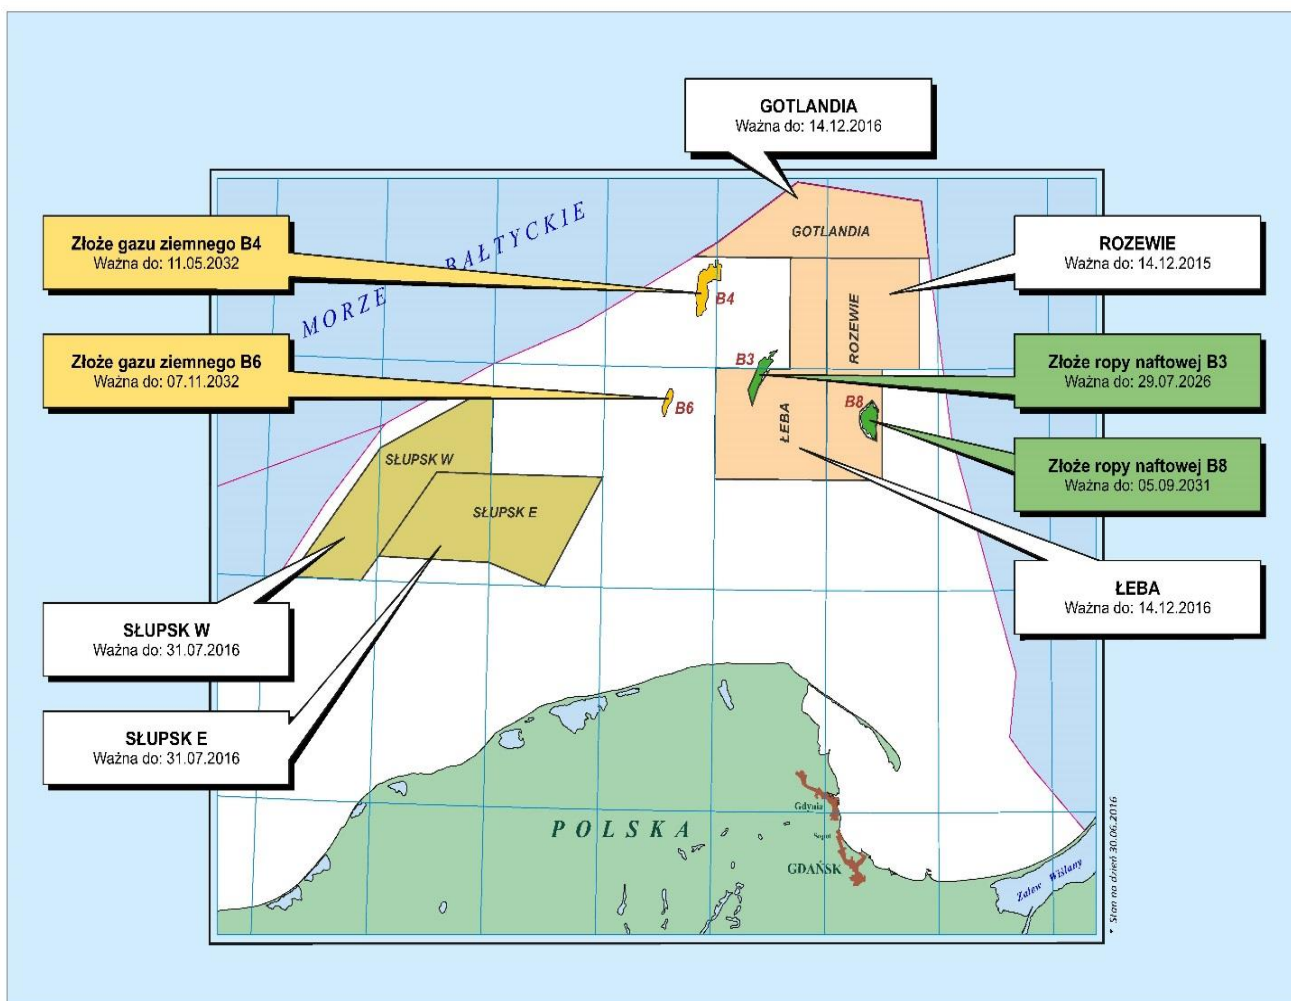 GOTLANDIA
Ważna do: 14.12.2016
Złoże gazu ziemnego B4
Ważna do: 11.05.2032
MORZE BAŁTYCKIE
GOTLANDIA
ROZEWIE
Ważna do: 14.12.2015
B4
ROZEWIE
Złoże gazu ziemnego B6
Ważna do: 07.11.2032
B3
Złoże ropy naftowej B3
Ważna do: 29.07.2026
B6
B8
ŁEBA
SŁUPSK W
Złoże ropy naftowej B8
Ważna do: 05.09.2031
SŁUPSK E
ŁEBA
Ważna do: 14.12.2016
SŁUPSK W
Ważna do: 31.07.2016
SŁUPSK E
Ważna do: 31.07.2016
Gdynia
POLSKA
Sopot
GDAŃSK
Zalew Wiślany
* Stan na dzień 30.06.2016